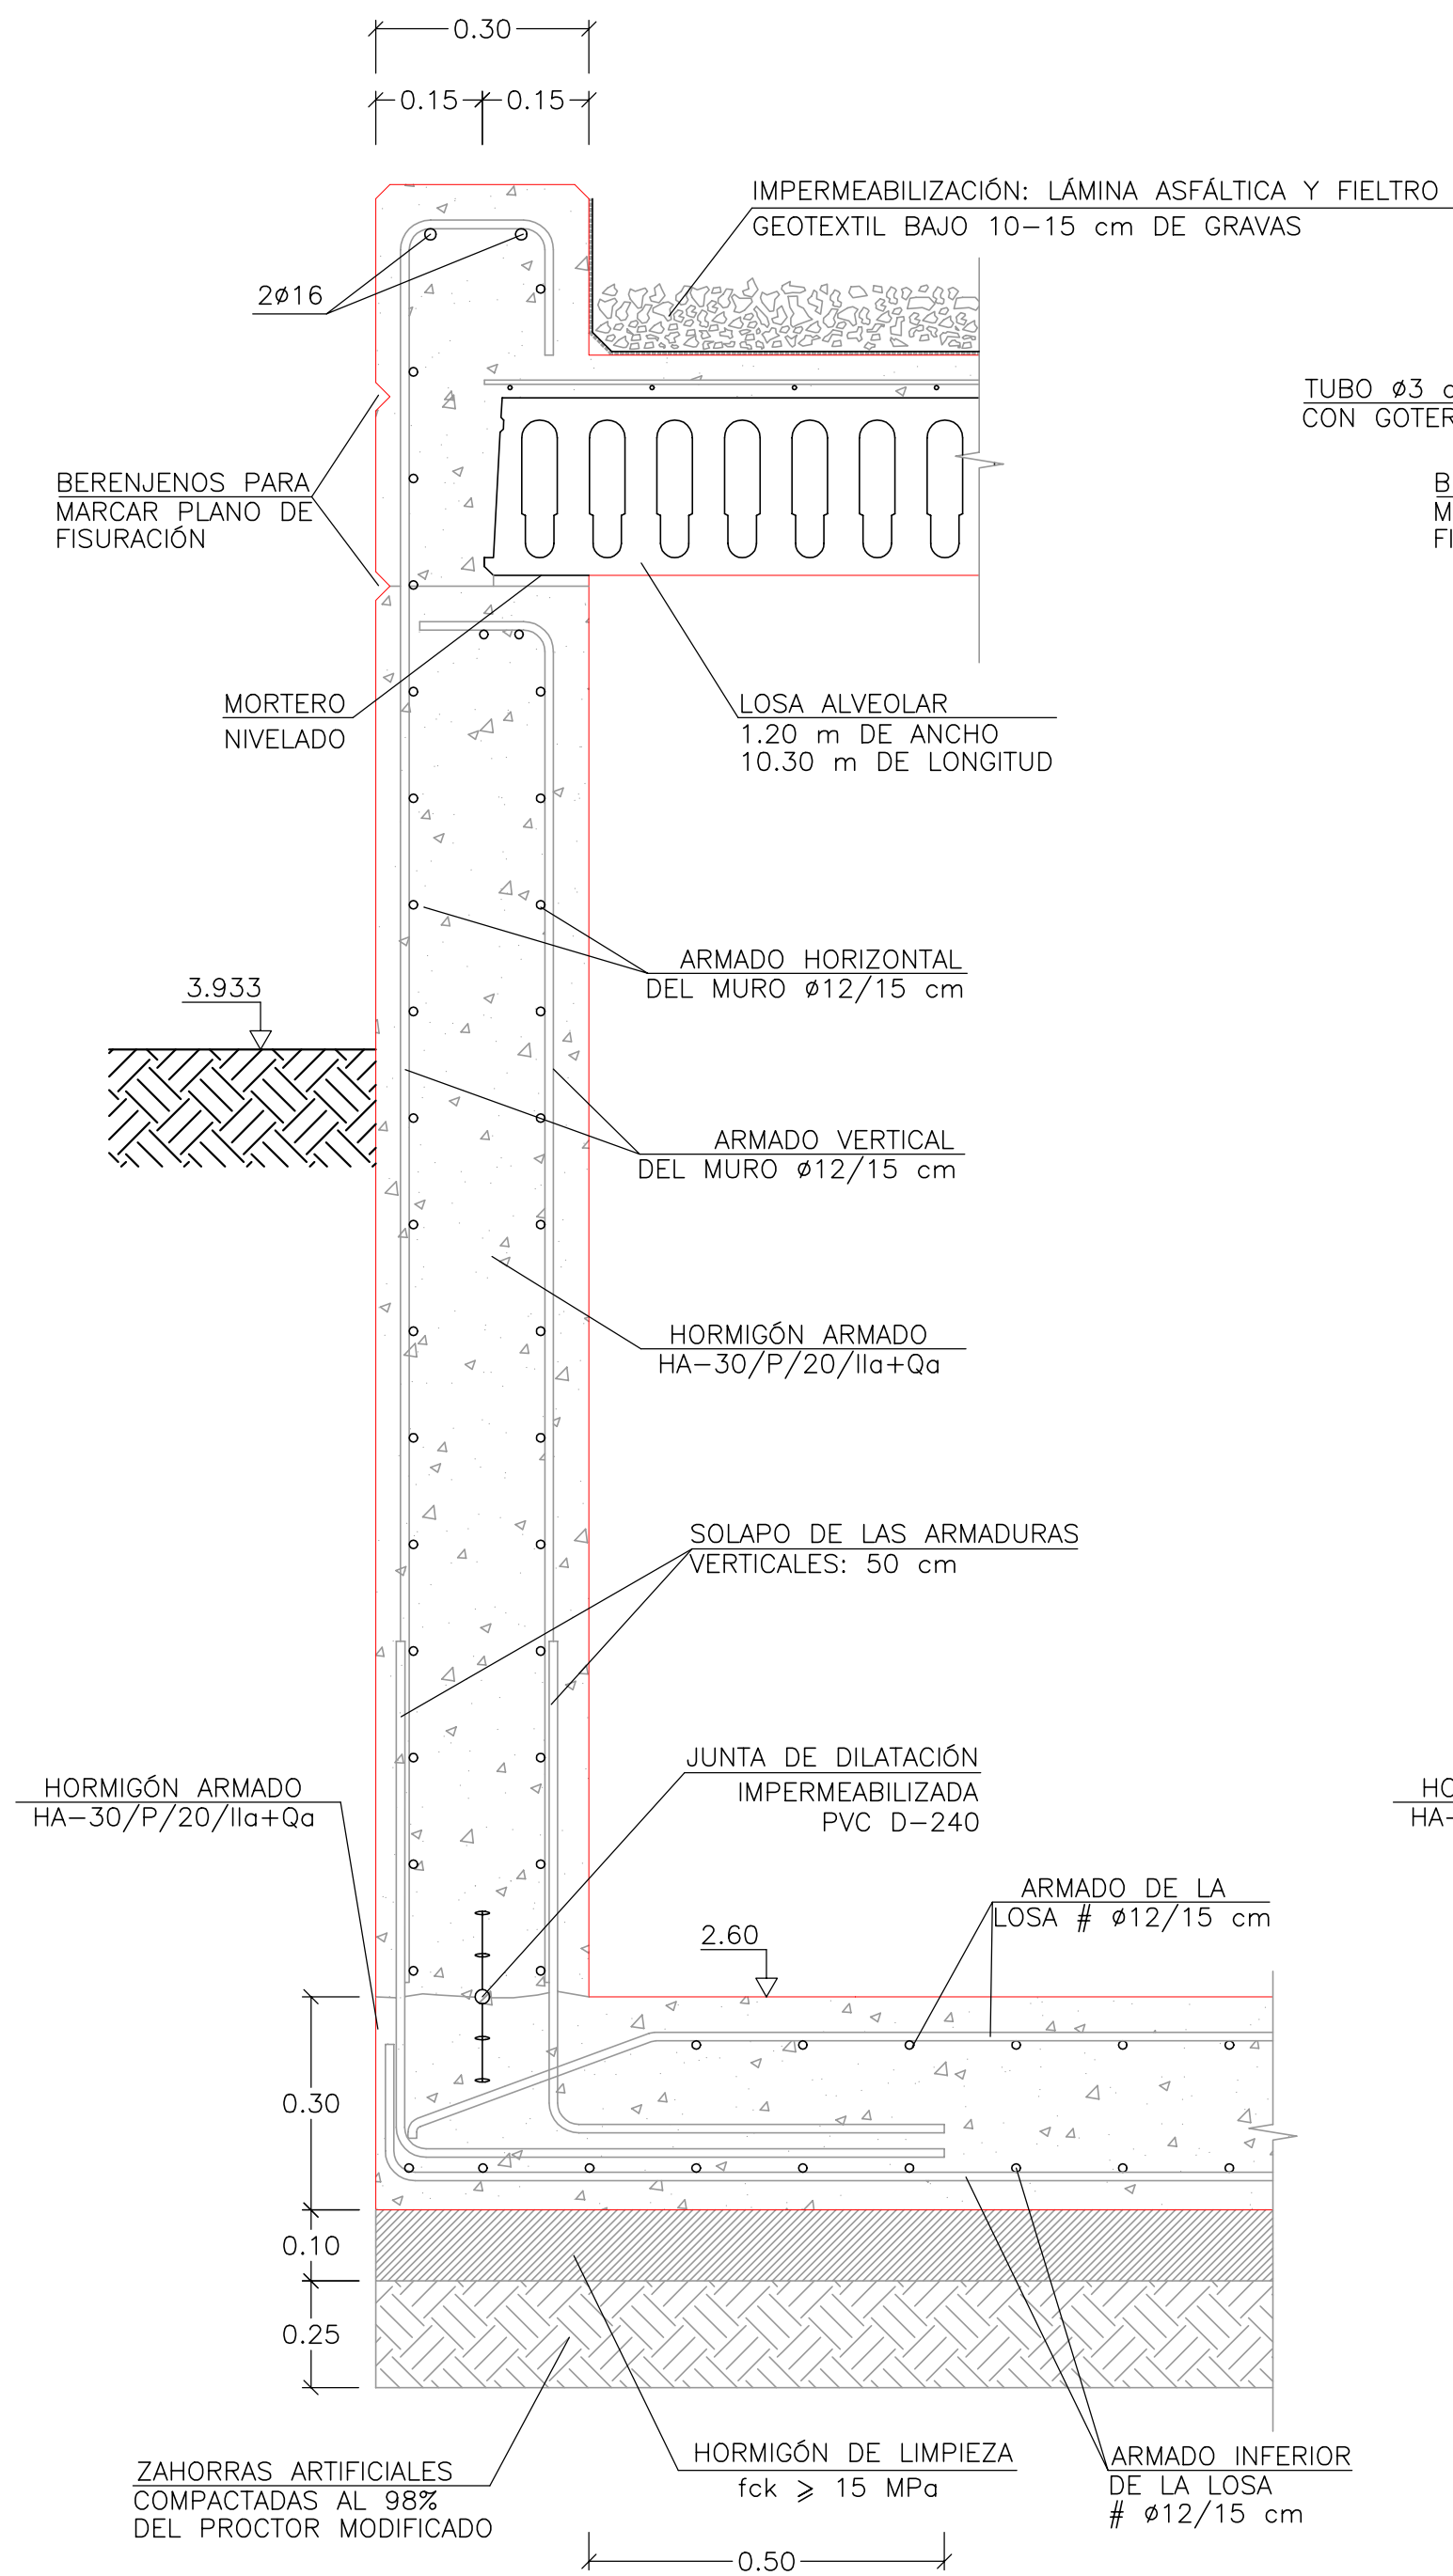 0.30
0.15
0.15
IMPERMEABILIZACIÓN: LÁMINA ASFÁLTICA Y FIELTRO
GEOTEXTIL BAJO 10-15 cm DE GRAVAS
2ø16
TUBO ø3
CON
BERENJENOS PARA
MARCAR PLANO DE
FISURACIÓN
MORTERO
NIVELADO
LOSA ALVEOLAR
1.20 m DE ANCHO
10.30 m DE LONGITUD
ARMADO HORIZONTAL
DEL MURO ø12/15 cm
3.933
ARMADO VERTICAL
DEL MURO ø12/15 cm
HORMIGÓN ARMADO
HA-30/P/20/IIa+Qa
SOLAPO DE LAS ARMADURAS
VERTICALES: 50 cm
JUNTA DE DILATACIÓN
IMPERMEABILIZADA
PVC D-240
HORMIGÓN ARMADO
HA-30/P/20/IIa+Qa
ARMADO DE LA
LOSA # ø12/15 cm
2.60
0.30
0.10
0.25
HORMIGÓN DE LIMPIEZA
fck ⩾ 15 MPa
ZAHORRAS ARTIFICIALES
COMPACTADAS AL 98%
DEL PROCTOR MODIFICADO
ARMADO INFERIOR
DE LA LOSA
# ø12/15 cm
0.50